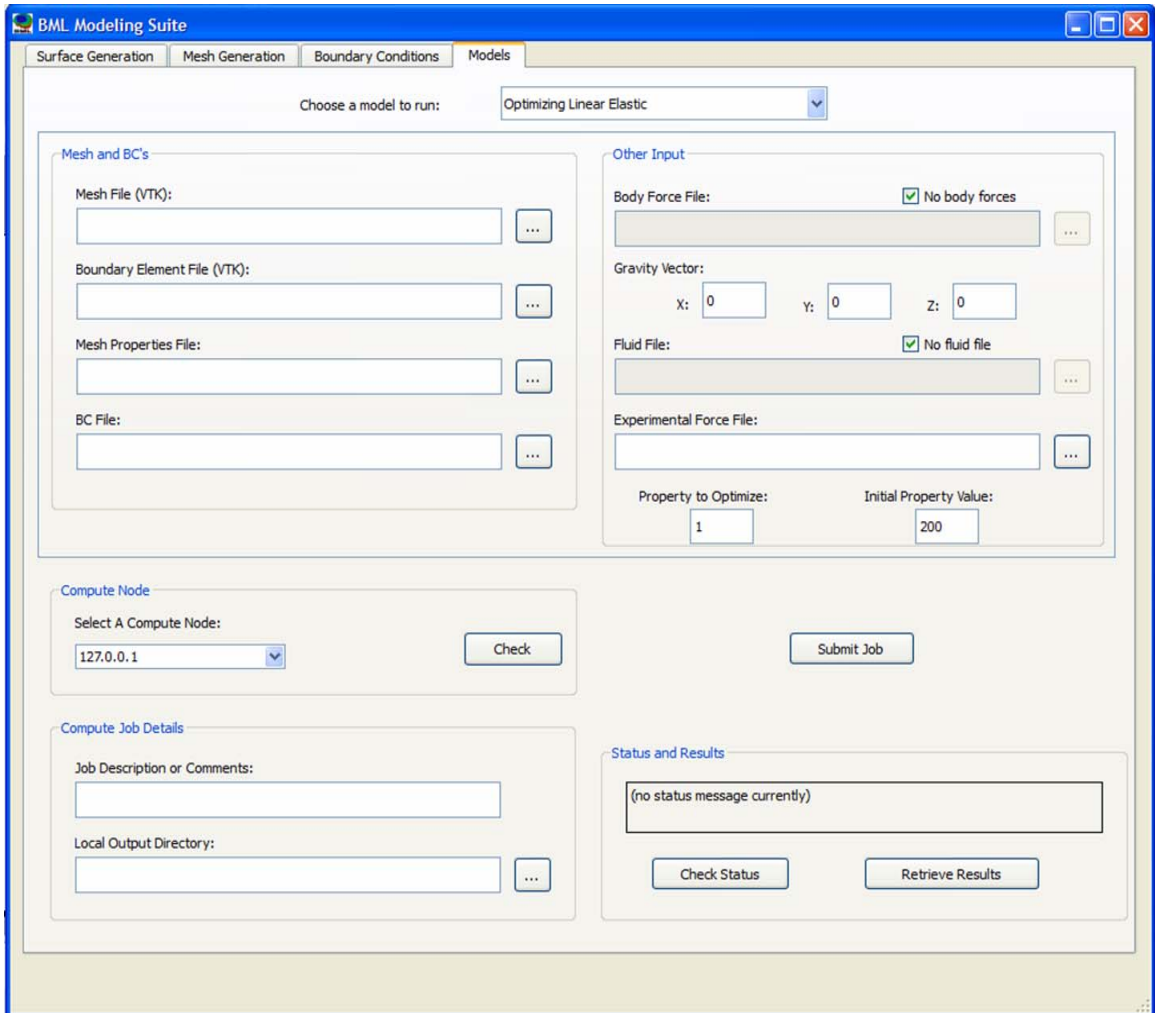 BML Modeling Suite
Surface Generation Mesh Generation Boundary Conditions Models
Choose a model to run: Optimizing Linear Elastic
Mesh and BC's
Mesh File (VTK):
...
Boundary Element File (VTK):
...
Mesh Properties File:
...
BC File:
...
Other Input
Body Force File: No body forces
...
Gravity Vector:
X: 0 Y: 0 Z: 0
Fluid File: No fluid file
...
Experimental Force File:
...
Property to Optimize: Initial Property Value:
1 200
Compute Node
Select A Compute Node:
127.0.0.1 Check
Submit Job
Compute Job Details
Job Description or Comments:
Local Output Directory:
...
Status and Results
(no status message currently)
Check Status Retrieve Results